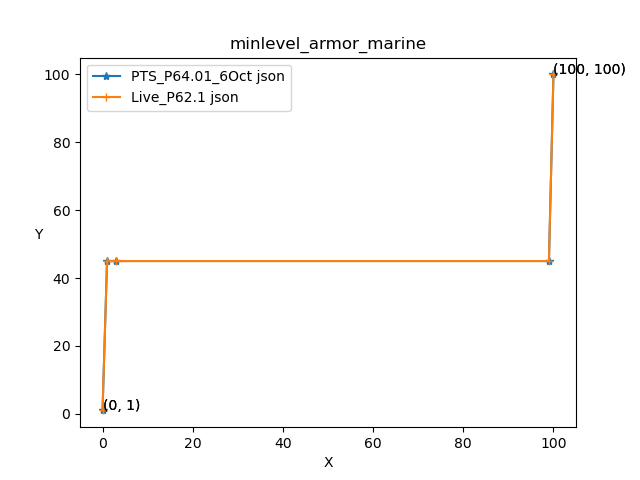 minlevel_armor_marine
PTS_P64.01_6Oct json
Live_P62.1 json
(100, 100)
(0, 1)
100
80
60
40
20
0
Y
0 20 40 60 80 100
X